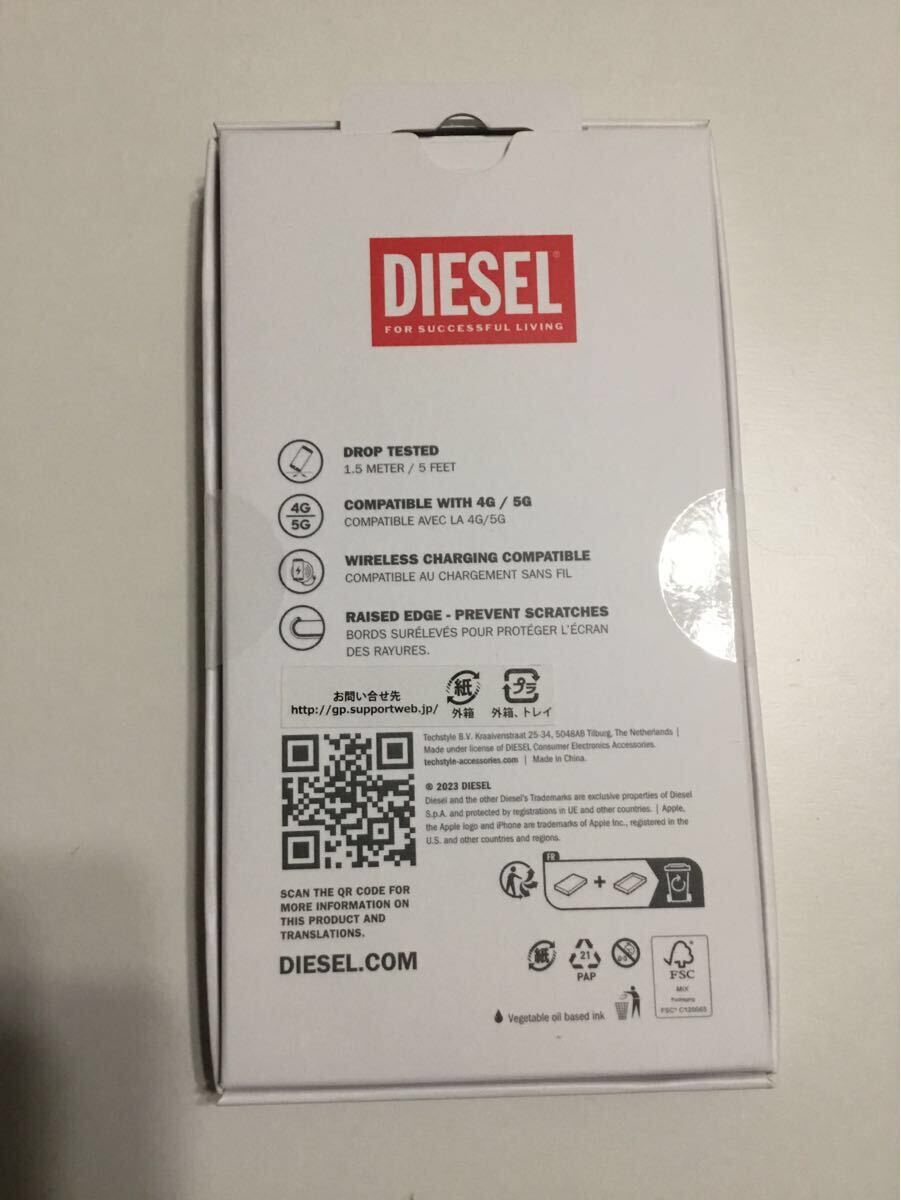 DIESEL®
FOR SUCCESSFUL LIVING
DROP TESTED
1.5 METER / 5 FEET
4G
5G
COMPATIBLE WITH 4G / 5G
COMPATIBLE AVEC LA 4G/5G
WIRELESS CHARGING COMPATIBLE
COMPATIBLE AU CHARGEMENT SANS FIL
RAISED EDGE - PREVENT SCRATCHES
BORDS SURÉLEVÉS POUR PROTÉGER L'ÉCRAN
DES RAYURES.
お問い合せ先
http://gp.supportweb.jp/
紙
外箱
プラ
外箱、トレイ
Techstyle B.V. Kraaivenstraat 25-34, 5048AB Tilburg, The Netherlands |
Made under license of DIESEL Consumer Electronics Accessories.
techstyle-accessories.com | Made in China.
® 2023 DIESEL
Diesel and the other Diesel's Trademarks are exclusive properties of Diesel
S.p.A. and protected by registrations in UE and other countries. | Apple,
the Apple logo and iPhone are trademarks of Apple Inc., registered in the
U.S. and other countries and regions.
SCAN THE QR CODE FOR
MORE INFORMATION ON
THIS PRODUCT AND
TRANSLATIONS.
DIESEL.COM
FR
+
紙
21
PAP
0-3
FSC
MIX
Packaging
FSC® C125665
Vegetable oil based ink